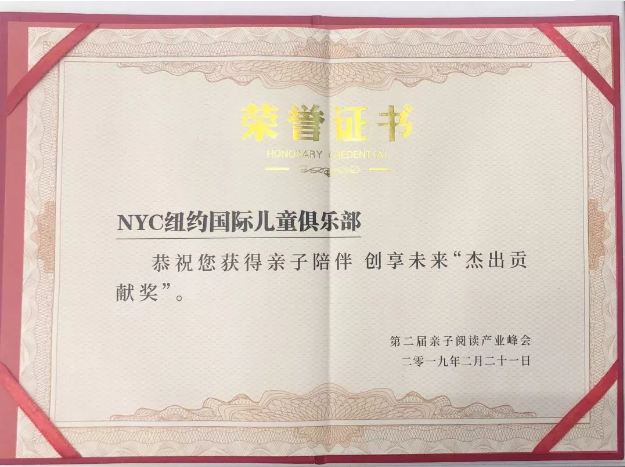 荣誉证书
HONORARY CREDENTIAL
NYC纽约国际儿童俱乐部
恭祝您获得亲子陪伴 创享未来“杰出贡
献奖”。
第二届亲子阅读产业峰会
二零一九年二月二十一日